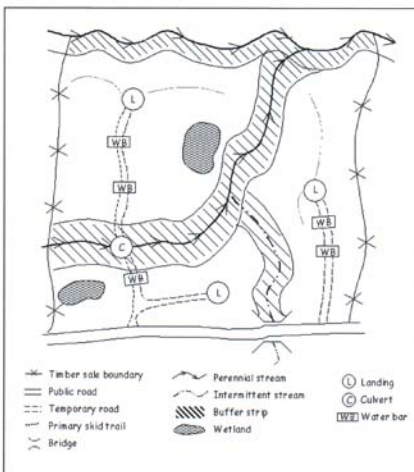 L
WB
WB
L
WB
WB
C
WB
L
Timber sale boundary
Public road
Temporary road
Primary skid trail
Bridge
Perennial stream
Intermittent stream
Buffer strip
Wetland
L Landing
C Culvert
WB Water bar